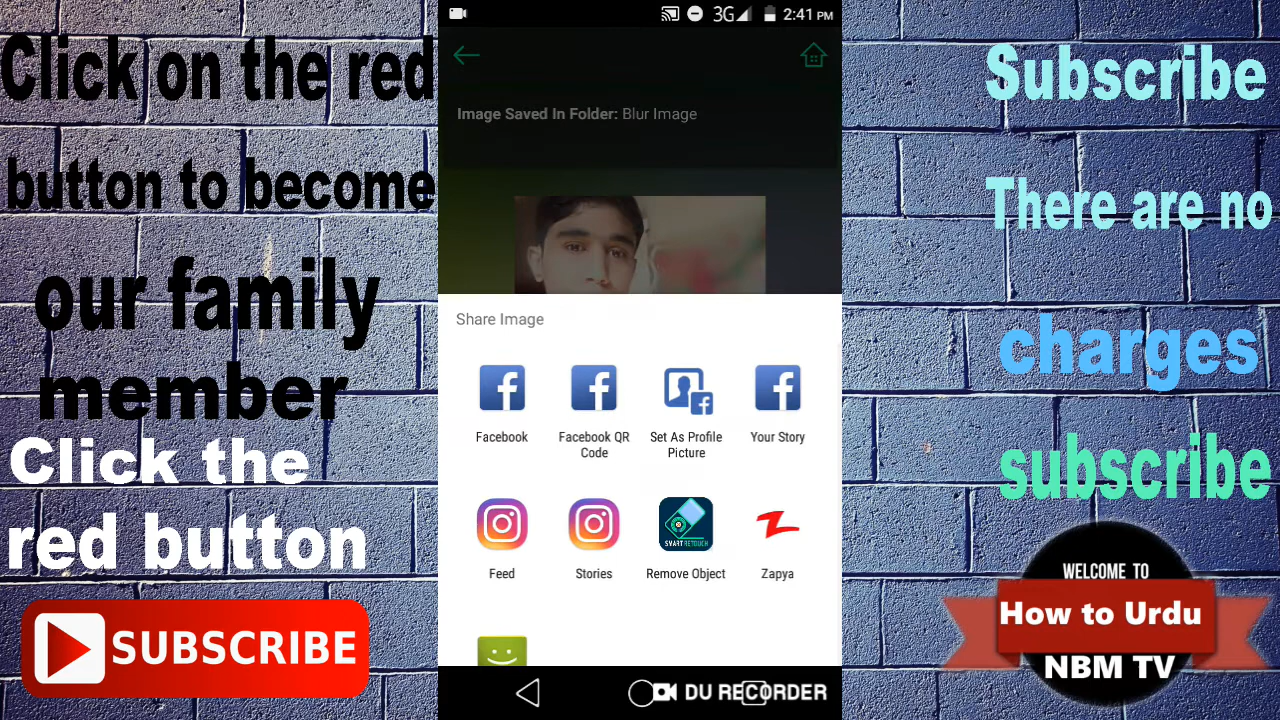 Click on the red
button to become
our family
member
Click the
red button
SUBSCRIBE
3G 2:41 PM
Image Saved In Folder: Blur Image
Share Image
Facebook
Facebook QR
Code
Set As Profile
Picture
Your Story
Feed
Stories
SMART RETOUCH
Remove Object
Zapya
DU RECORDER
Subscribe
There are no
charges
subscribe
WELCOME TO
How to Urdu
NBM TV